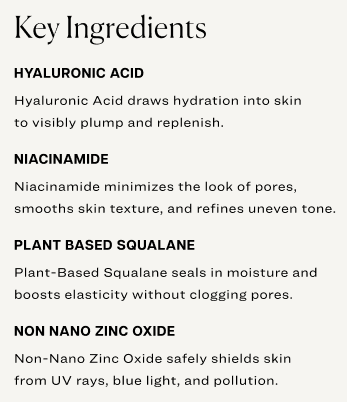 Key Ingredients
HYALURONIC ACID
Hyaluronic Acid draws hydration into skin
to visibly plump and replenish.
NIACINAMIDE
Niacinamide minimizes the look of pores,
smooths skin texture, and refines uneven tone.
PLANT BASED SQUALANE
Plant-Based Squalane seals in moisture and
boosts elasticity without clogging pores.
NON NANO ZINC OXIDE
Non-Nano Zinc Oxide safely shields skin
from UV rays, blue light, and pollution.